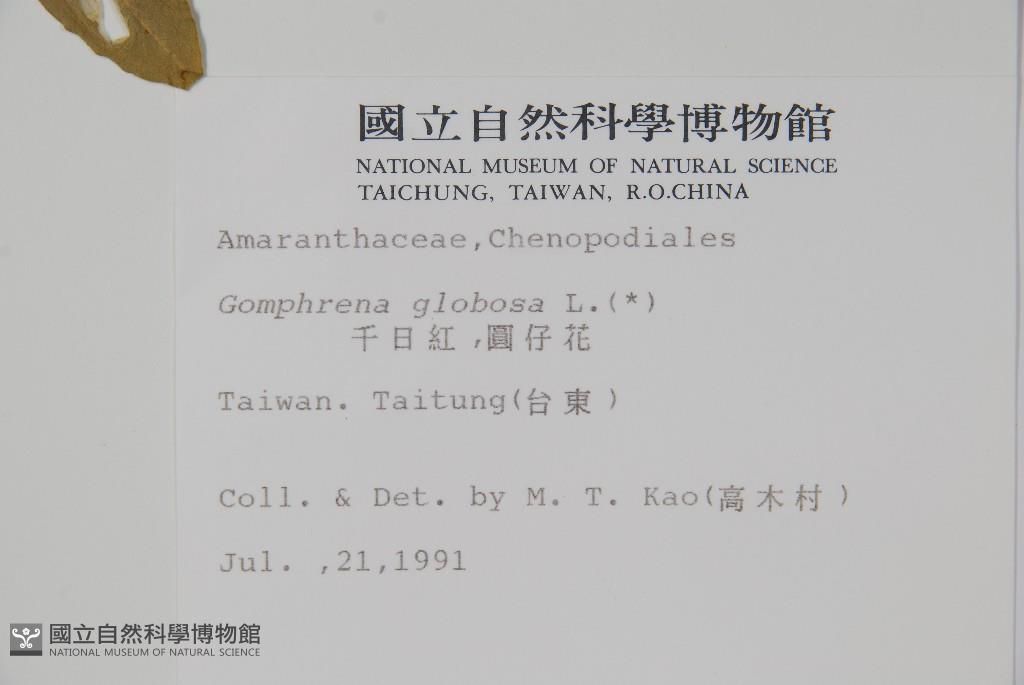 國立自然科學博物館
NATIONAL MUSEUM OF NATURAL SCIENCE
TAICHUNG, TAIWAN, R.O.CHINA
Amaranthaceae,Chenopodiales
Gomphrena globosa L.(*)
千日紅,圓仔花
Taiwan. Taitung(台東)
Coll. & Det. by M. T. Kao(高木村)
Jul. ,21,1991
國立自然科學博物館
NATIONAL MUSEUM OF NATURAL SCIENCE